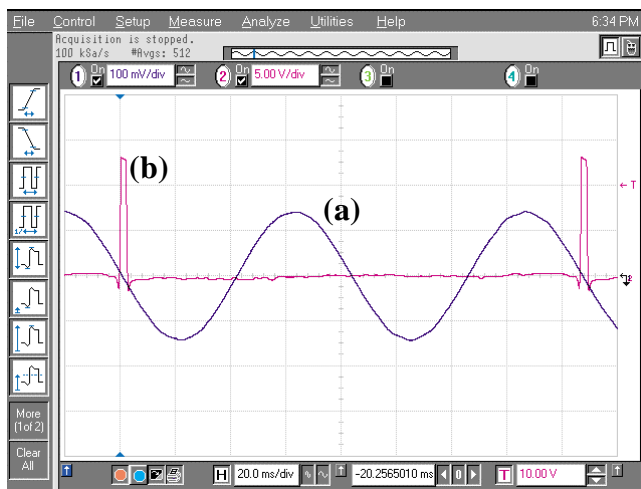 File Control Setup Measure Analyze Utilities Help 6:34 PM
Acquisition is stopped.
100 kSa/s #Avgs: 512
1 On 100 mV/div 2 On 5.00 V/div 3 On 4 On
(b)
(a)
T
More
(1of 2)
Clear
All
H 20.0 ms/div -20.2565010 ms 0 T 10.00 V